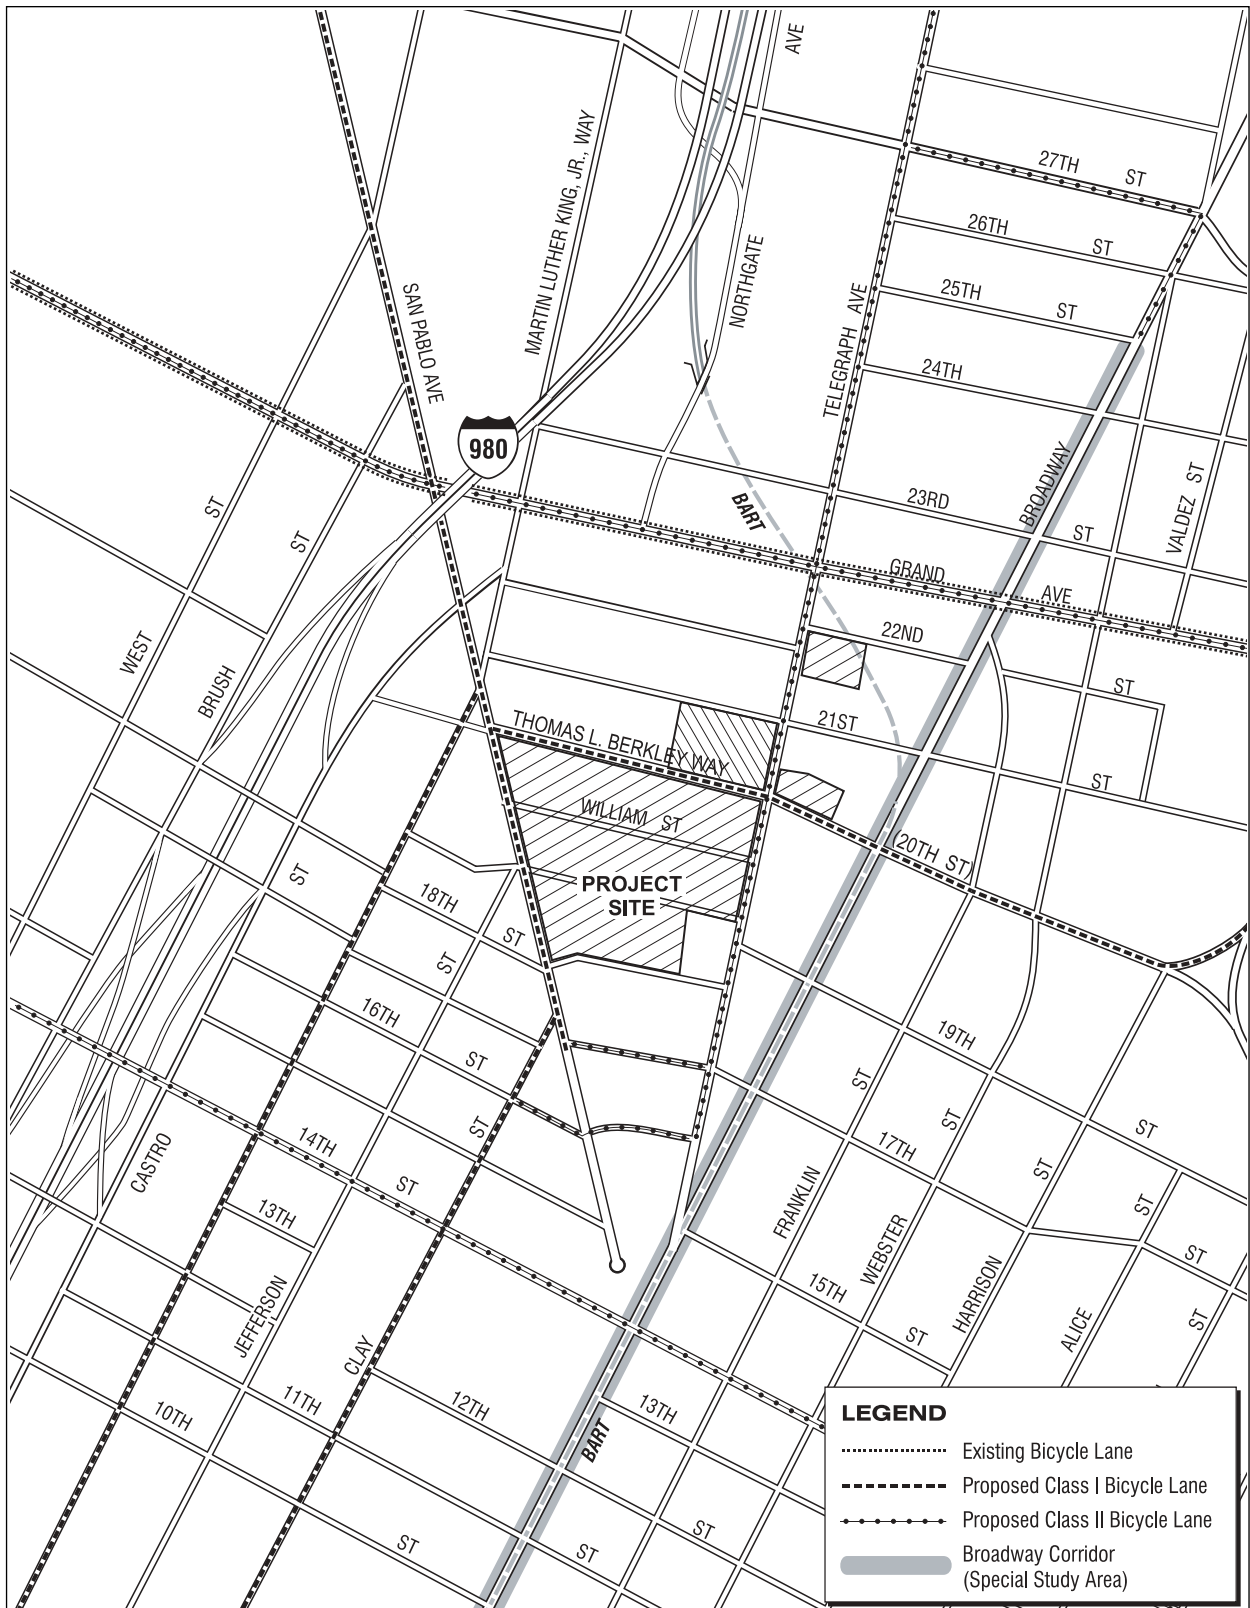 AVE
27TH ST
MARTIN LUTHER KING, JR., WAY
26TH ST
NORTHGATE
25TH ST
SAN PABLO AVE
TELEGRAPH AVE
24TH
980
BROADWAY
VALDEZ ST
BART
23RD ST
ST
ST
GRAND AVE
22ND ST
WEST
BRUSH
THOMAS L. BERKLEY WAY
21ST ST
WILLIAM ST
(20TH ST)
PROJECT
SITE
ST
18TH ST
ST
16TH ST
ST
19TH ST
ST
17TH ST
ST
ST
ST
14TH ST
CASTRO
13TH
FRANKLIN
WEBSTER
HARRISON
ALICE
ST
15TH ST
JEFFERSON
CLAY
10TH ST
11TH ST
12TH ST
13TH
BART
LEGEND
Existing Bicycle Lane
Proposed Class I Bicycle Lane
Proposed Class II Bicycle Lane
Broadway Corridor
(Special Study Area)